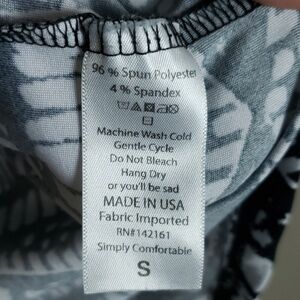 96 % Spun Polyester
4 % Spandex
Machine Wash Cold
Gentle Cycle
Do Not Bleach
Hang Dry
or you'll be sad
MADE IN USA
Fabric Imported
RN#142161
Simply Comfortable
S